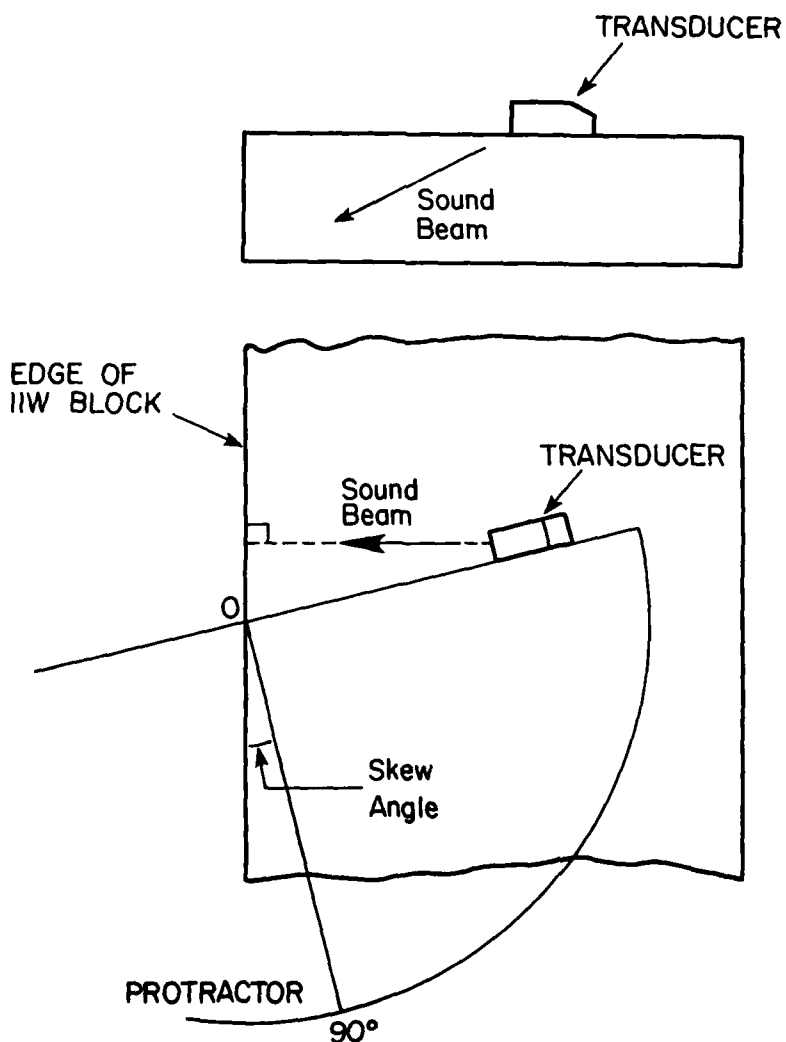 TRANSDUCER
Sound
Beam
EDGE OF
IIW BLOCK
TRANSDUCER
Sound
Beam
O
Skew
Angle
PROTRACTOR
90°